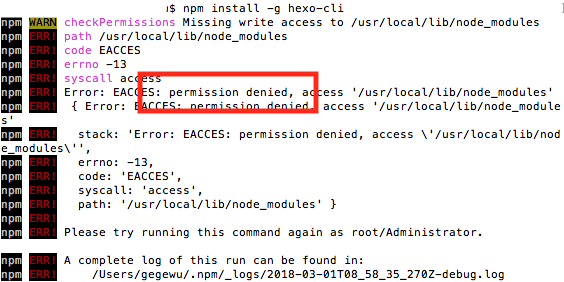 $ npm install -g hexo-cli
npm WARN checkPermissions Missing write access to /usr/local/lib/node_modules
npm ERR! path /usr/local/lib/node_modules
npm ERR! code EACCES
npm ERR! errno -13
npm ERR! syscall access
npm ERR! Error: EACCES: permission denied, access '/usr/local/lib/node_modules'
npm ERR!  { Error: EACCES: permission denied, access '/usr/local/lib/node_module
s'
npm ERR!   stack: 'Error: EACCES: permission denied, access \'/usr/local/lib/nod
e_modules\'',
npm ERR!   errno: -13,
npm ERR!   code: 'EACCES',
npm ERR!   syscall: 'access',
npm ERR!   path: '/usr/local/lib/node_modules' }
npm ERR!
npm ERR! Please try running this command again as root/Administrator.
npm ERR! A complete log of this run can be found in:
npm ERR!     /Users/gegewu/.npm/_logs/2018-03-01T08_58_35_270Z-debug.log